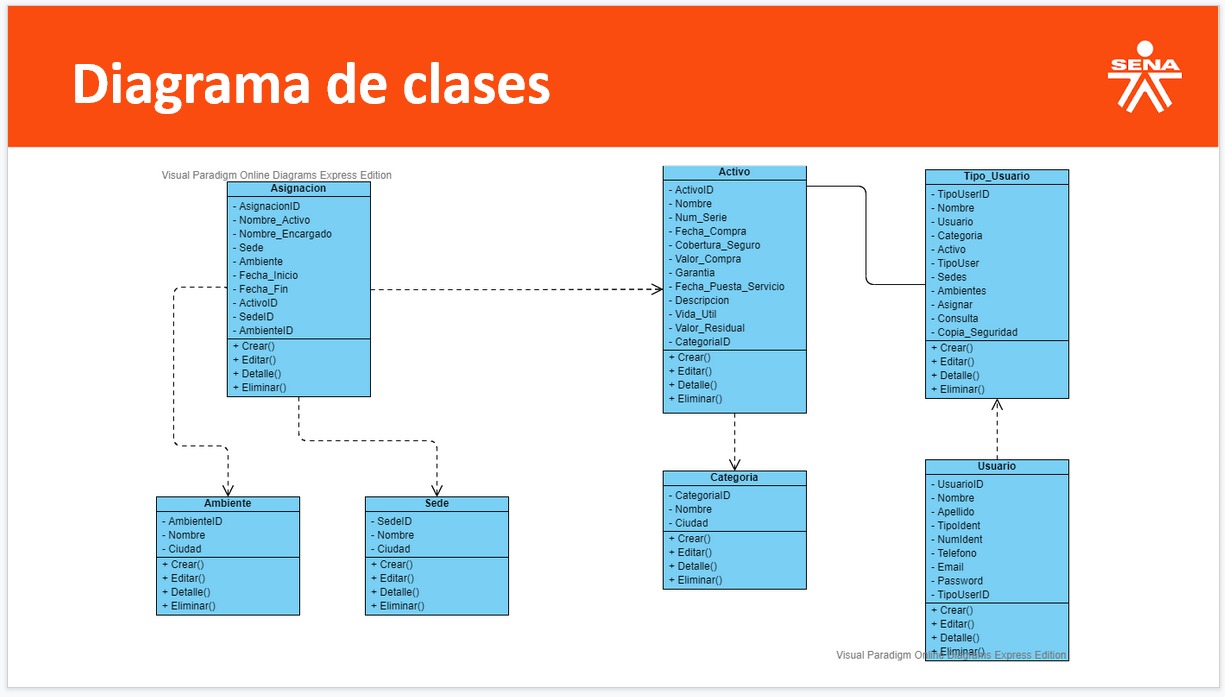 Diagrama de clases
SENA
Visual Paradigm Online Diagrams Express Edition
Asignacion
- AsignacionID
- Nombre_Activo
- Nombre_Encargado
- Sede
- Ambiente
- Fecha_Inicio
- Fecha_Fin
- ActivoID
- SedeID
- AmbienteID
+ Crear()
+ Editar()
+ Detalle()
+ Eliminar()
Activo
- ActivoID
- Nombre
- Num_Serie
- Fecha_Compra
- Cobertura_Seguro
- Valor_Compra
- Garantia
- Fecha_Puesta_Servicio
- Descripcion
- Vida_Util
- Valor_Residual
- CategoriaID
+ Crear()
+ Editar()
+ Detalle()
+ Eliminar()
Tipo_Usuario
- TipoUserID
- Nombre
- Usuario
- Categoria
- Activo
- TipoUser
- Sedes
- Ambientes
- Asignar
- Consulta
- Copia_Seguridad
+ Crear()
+ Editar()
+ Detalle()
+ Eliminar()
Ambiente
- AmbienteID
- Nombre
- Ciudad
+ Crear()
+ Editar()
+ Detalle()
+ Eliminar()
Sede
- SedeID
- Nombre
- Ciudad
+ Crear()
+ Editar()
+ Detalle()
+ Eliminar()
Categoria
- CategoriaID
- Nombre
- Ciudad
+ Crear()
+ Editar()
+ Detalle()
+ Eliminar()
Usuario
- UsuarioID
- Nombre
- Apellido
- TipoIdent
- NumIdent
- Telefono
- Email
- Password
- TipoUserID
+ Crear()
+ Editar()
+ Detalle()
+ Eliminar()
Visual Paradigm Online Diagrams Express Edition